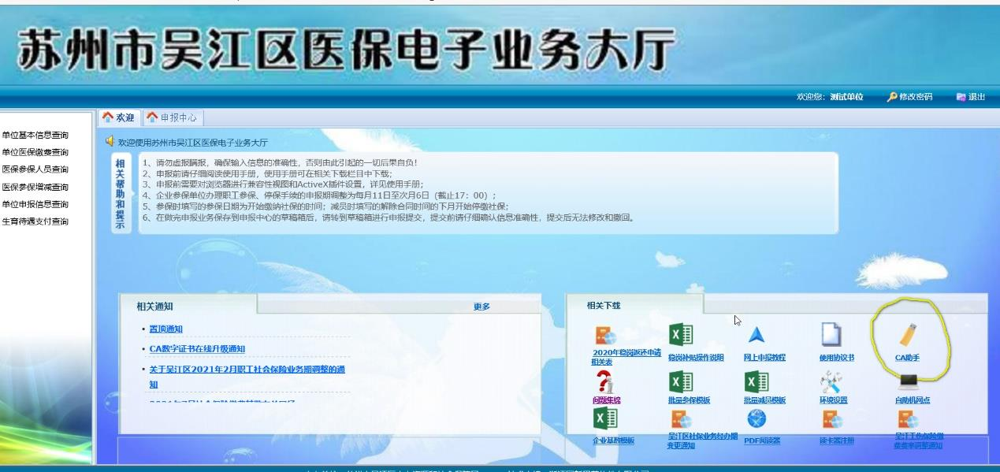 苏州市吴江区医保电子业务大厅
欢迎您：测试单位 修改密码 退出
欢迎 申报中心
单位基本信息查询
单位医保缴费查询
医保参保人员查询
医保参保增减查询
单位申报信息查询
生育待遇支付查询
欢迎使用苏州市吴江区医保电子业务大厅
相关帮助和提示
1、请勿虚报瞒报，确保输入信息的准确性，否则由此引起的一切后果自负！
2、申报前请仔细阅读使用手册，使用手册可在相关下载栏目中下载；
3、申报前需要对浏览器进行兼容性视图和ActiveX插件设置，详见使用手册；
4、企业参保单位办理职工参保、停保手续的申报期调整为每月11日至次月6日（截止17：00）；
5、参保时填写的参保日期为开始缴纳社保的时间；减员时填写的解除合同时间的下月开始停缴社保；
6、在做完申报业务保存到申报中心的草稿箱后，请转到草稿箱进行申报提交，提交前请仔细确认信息准确性，提交后无法修改和撤回。
相关通知 更多
置顶通知
CA数字证书在线升级通知
关于吴江区2021年2月职工社会保险业务期调整的通
知
相关下载
2020年稳岗返还申请
相关表
稳岗补贴操作说明
网上申报教程
使用协议书
CA助手
问题集锦
批量参保模板
批量减员模板
环境设置
自助机网点
企业基数模板
吴江区社保业务经办期
变更通知
PDF阅读器
读卡器注册
吴江工伤保险缴
费费率调整通知